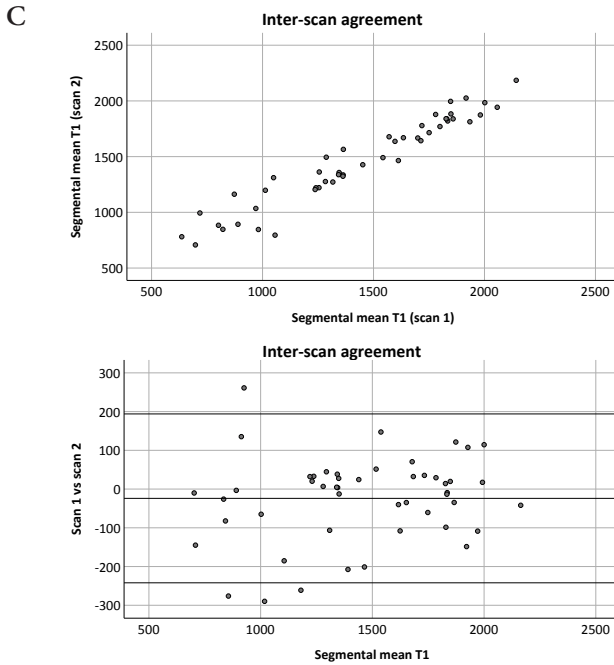 C
Inter-scan agreement
2500
2000
1500
1000
500
Segmental mean T1 (scan 2)
500 1000 1500 2000 2500
Segmental mean T1 (scan 1)
Inter-scan agreement
300
200
100
0
-100
-200
-300
Scan 1 vs scan 2
500 1000 1500 2000 2500
Segmental mean T1